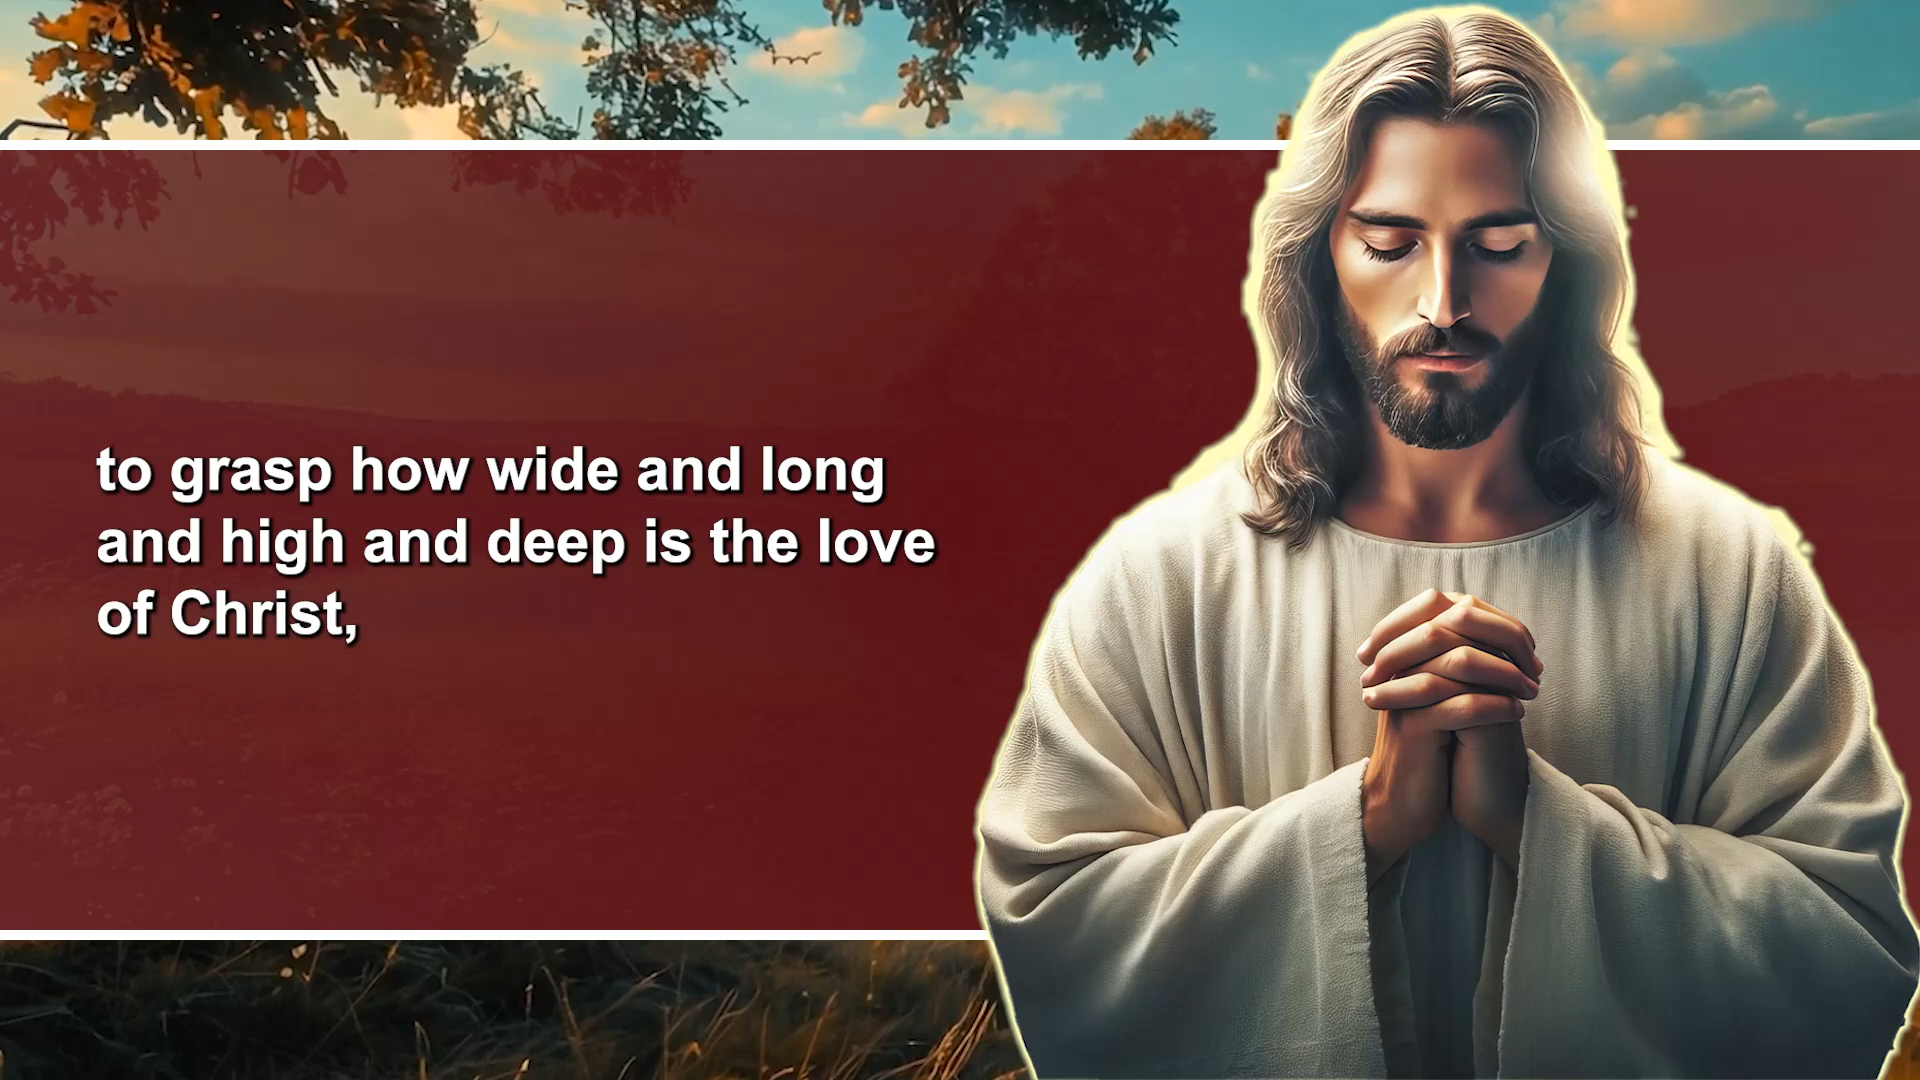 to grasp how wide and long
and high and deep is the love
of Christ,